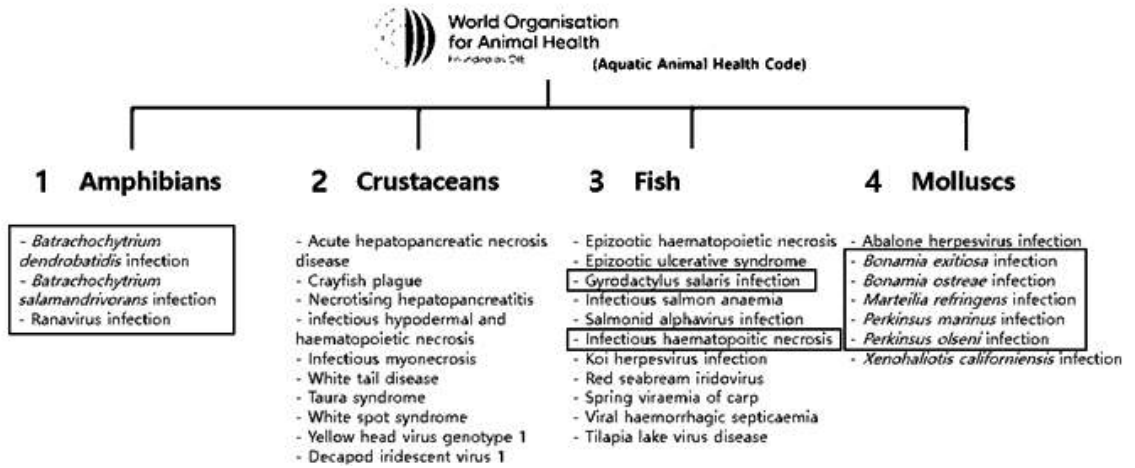 World Organisation
for Animal Health
Founded as OIE
(Aquatic Animal Health Code)
1 Amphibians
- Batrachochytrium
dendrobatidis infection
- Batrachochytrium
salamandrivorans infection
- Ranavirus infection
2 Crustaceans
- Acute hepatopancreatic necrosis
disease
- Crayfish plague
- Necrotising hepatopancreatitis
- infectious hypodermal and
haematopoietic necrosis
- Infectious myonecrosis
- White tail disease
- Taura syndrome
- White spot syndrome
- Yellow head virus genotype 1
- Decapod iridescent virus 1
3 Fish
- Epizootic haematopoietic necrosis
- Epizootic ulcerative syndrome
- Gyrodactylus salaris infection
- Infectious salmon anaemia
- Salmonid alphavirus infection
- Infectious haematopoitic necrosis
- Koi herpesvirus infection
- Red seabream iridovirus
- Spring viraemia of carp
- Viral haemorrhagic septicaemia
- Tilapia lake virus disease
4 Molluscs
- Abalone herpesvirus infection
- Bonamia exitiosa infection
- Bonamia ostreae infection
- Marteilia refringens infection
- Perkinsus marinus infection
- Perkinsus olseni infection
- Xenohaliotis californiensis infection